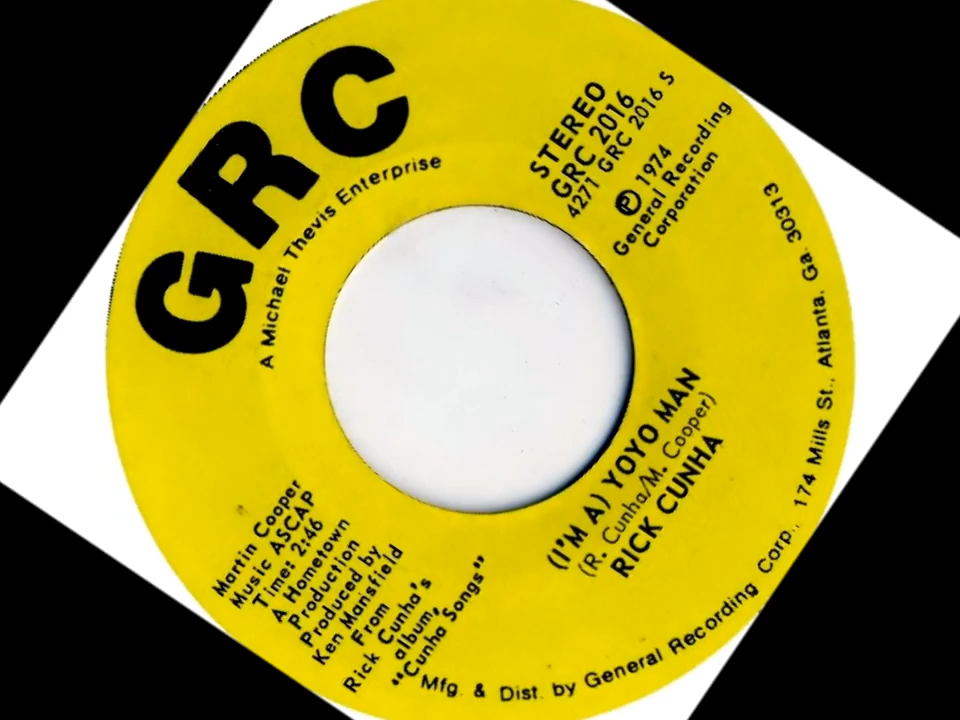 GRC
A Michael Thevis Enterprise
STEREO
GRC 2016
4271 GRC 2016 S
Ⓟ 1974
General Recording
Corporation
Martin Cooper
Music ASCAP
Time: 2:46
A Hometown
Production
Produced by
Ken Mansfield
From
Rick Cunha's
album,
"Cunha Songs"
(I'M A) YOYO MAN
(R. Cunha/M. Cooper)
RICK CUNHA
Mfg. & Dist. by General Recording Corp., 174 Mills St., Atlanta, Ga. 30313